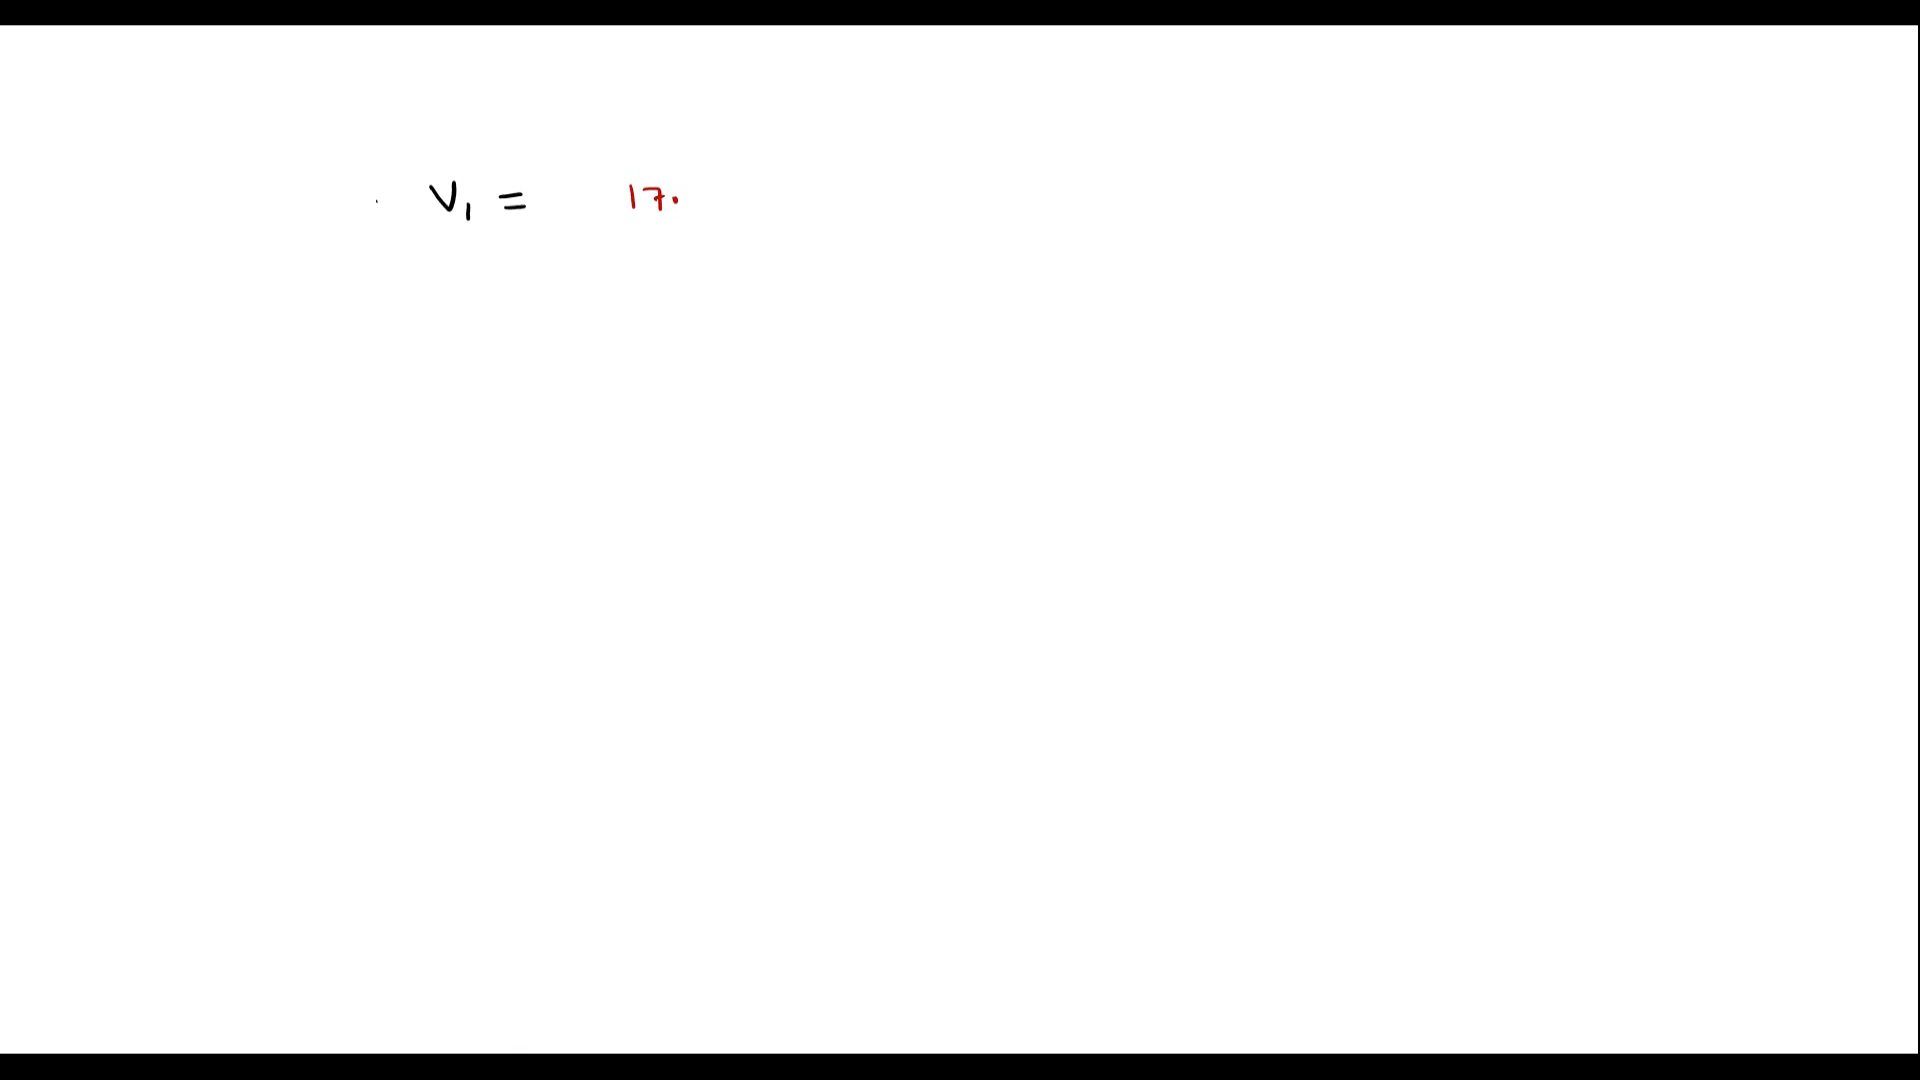 V₁ = 17.